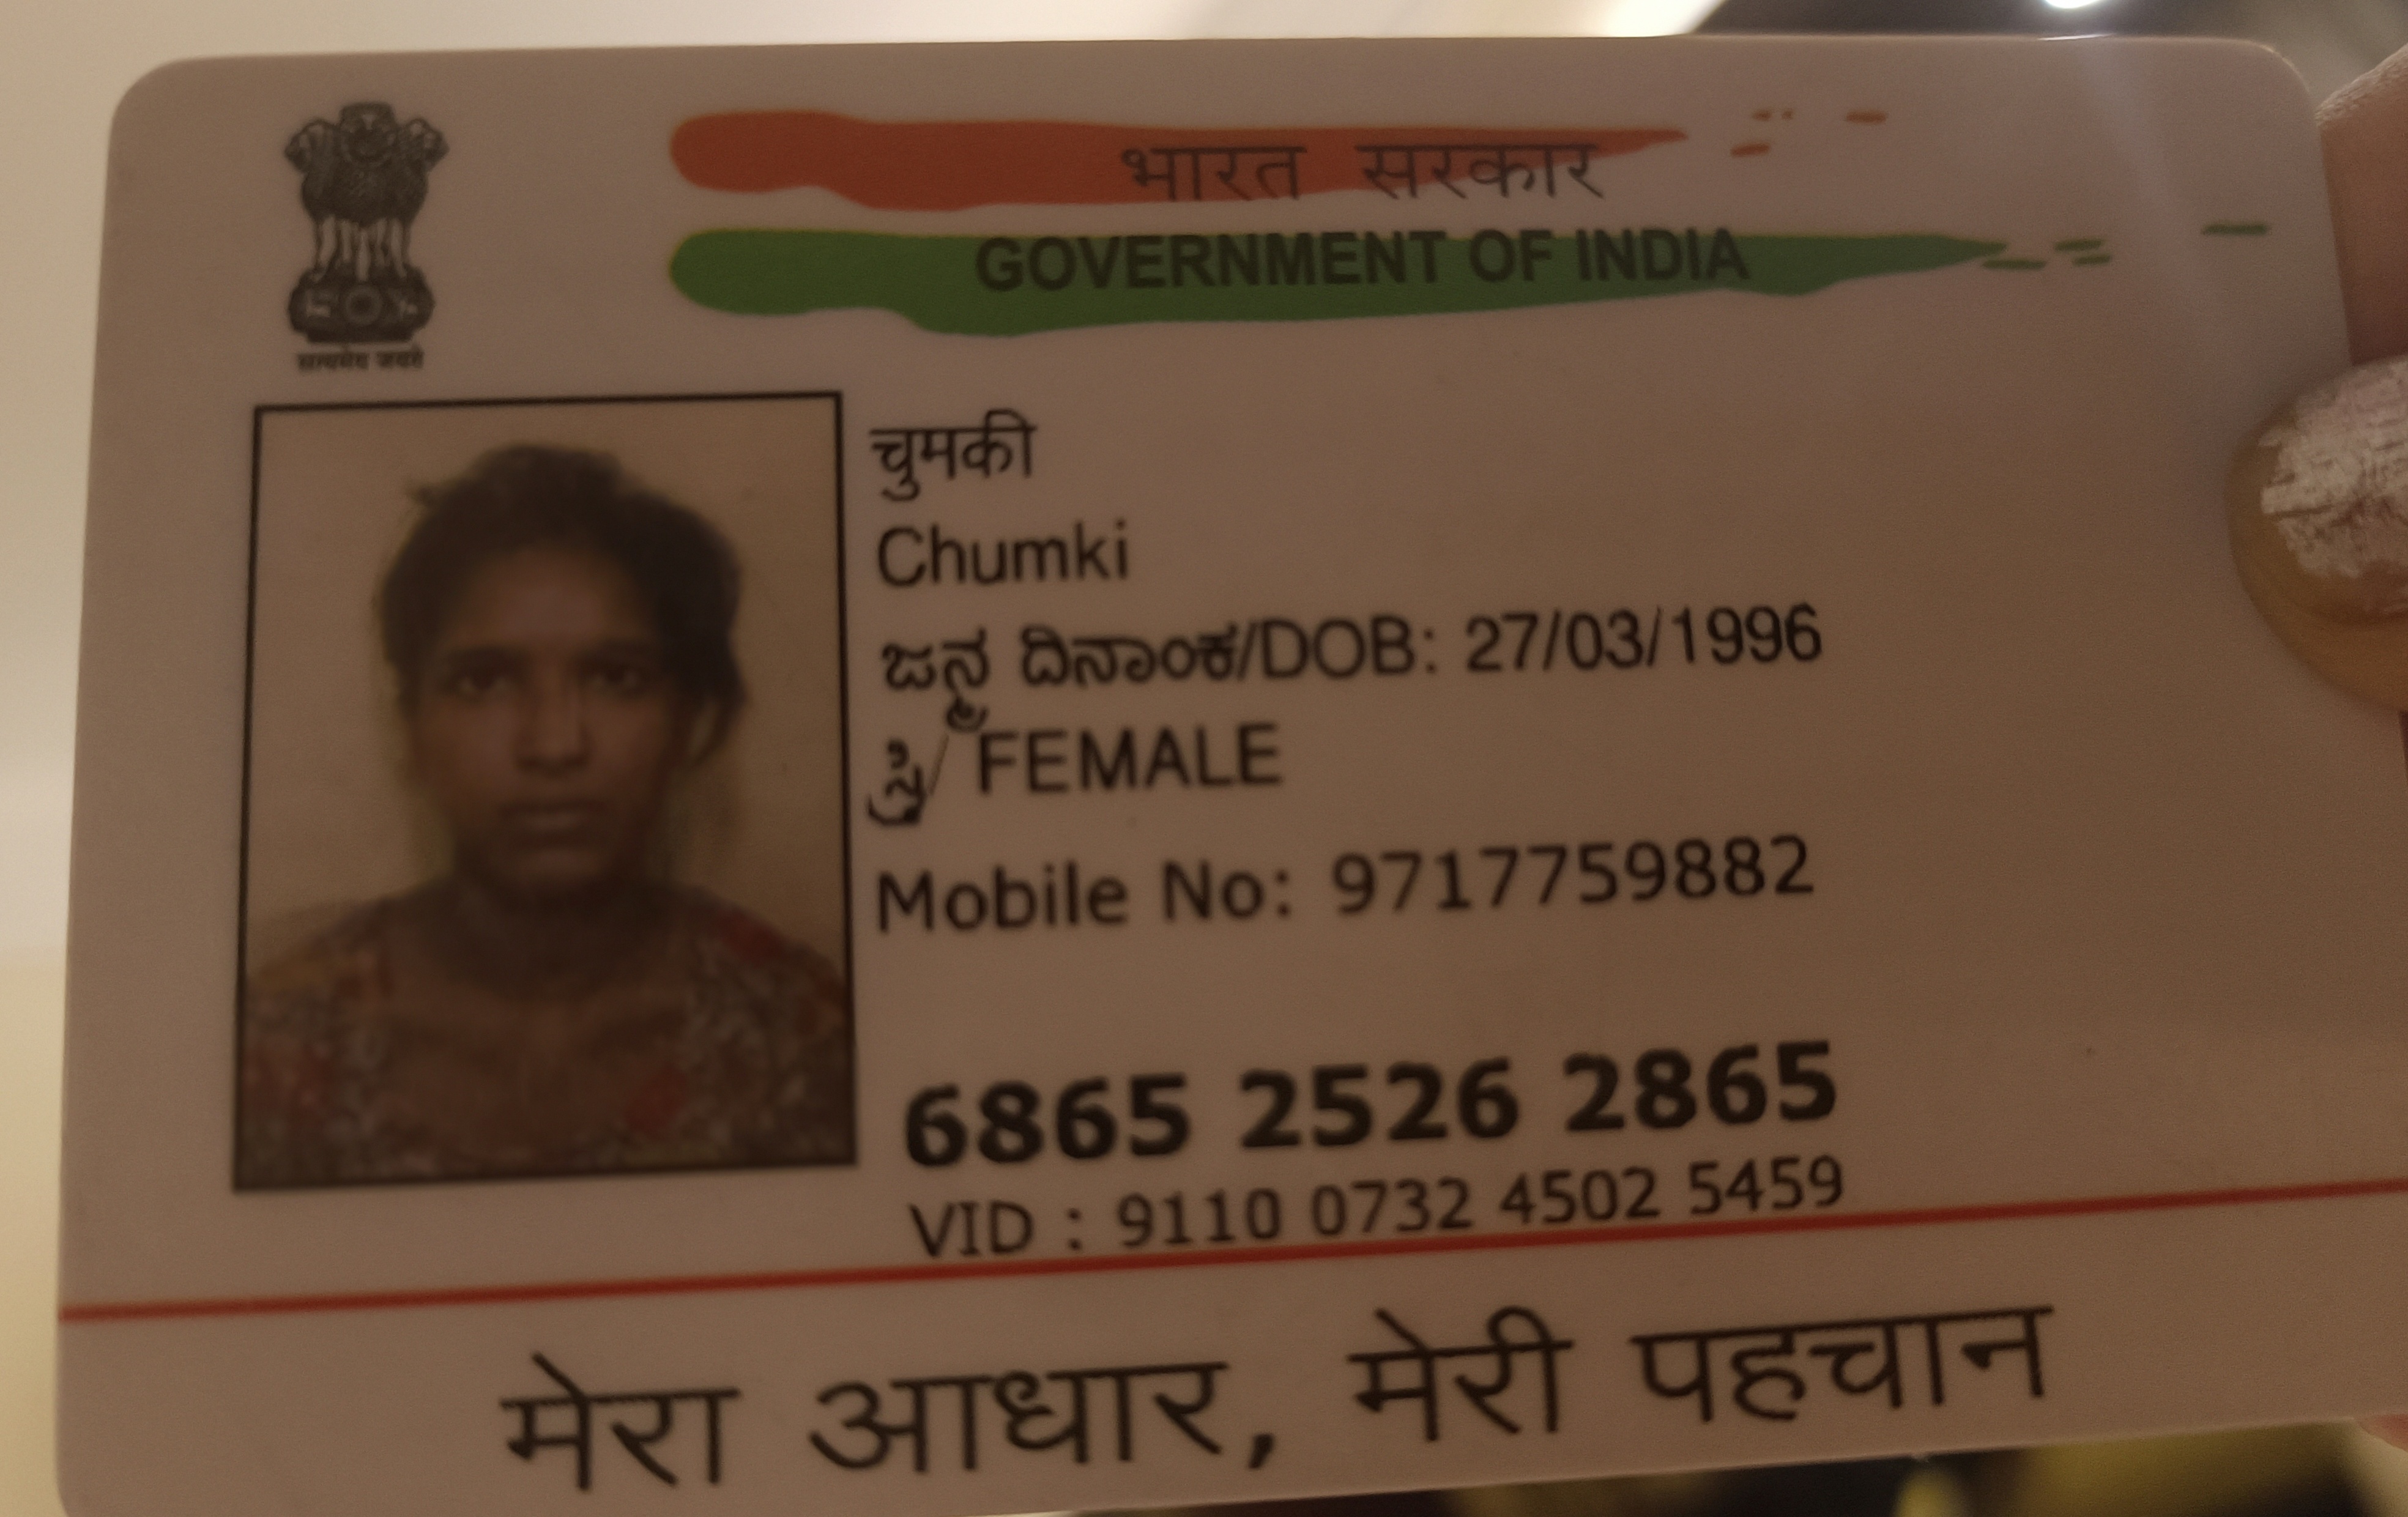 भारत सरकार
GOVERNMENT OF INDIA
सत्यमेव जयते
चुमकी
Chumki
ಜನ್ಮ ದಿನಾಂಕ/DOB: 27/03/1996
ಸ್ತ್ರೀ/ FEMALE
Mobile No: 9717759882
6865 2526 2865
VID : 9110 0732 4502 5459
मेरा आधार, मेरी पहचान